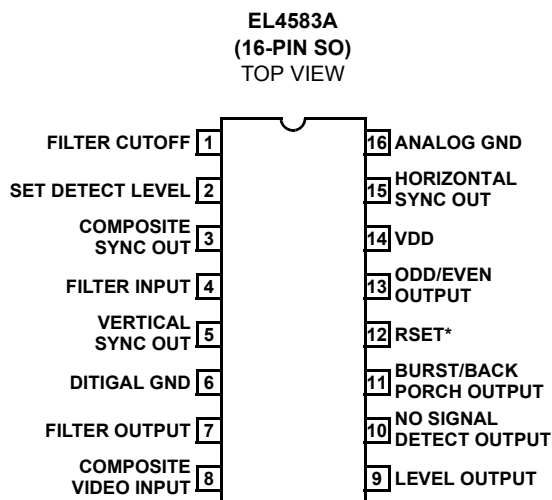 EL4583A
(16-PIN SO)
TOP VIEW
FILTER CUTOFF 1
16 ANALOG GND
SET DETECT LEVEL 2
15 HORIZONTAL
SYNC OUT
COMPOSITE
SYNC OUT 3
14 VDD
FILTER INPUT 4
13 ODD/EVEN
OUTPUT
VERTICAL
SYNC OUT 5
12 RSET*
DITIGAL GND 6
11 BURST/BACK
PORCH OUTPUT
FILTER OUTPUT 7
10 NO SIGNAL
DETECT OUTPUT
COMPOSITE
VIDEO INPUT 8
9 LEVEL OUTPUT